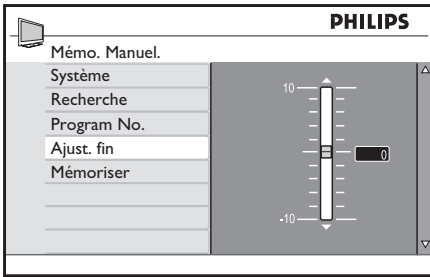 PHILIPS
Mémo. Manuel.
Système
Recherche
Program No.
Ajust. fin
Mémoriser
10
0
-10